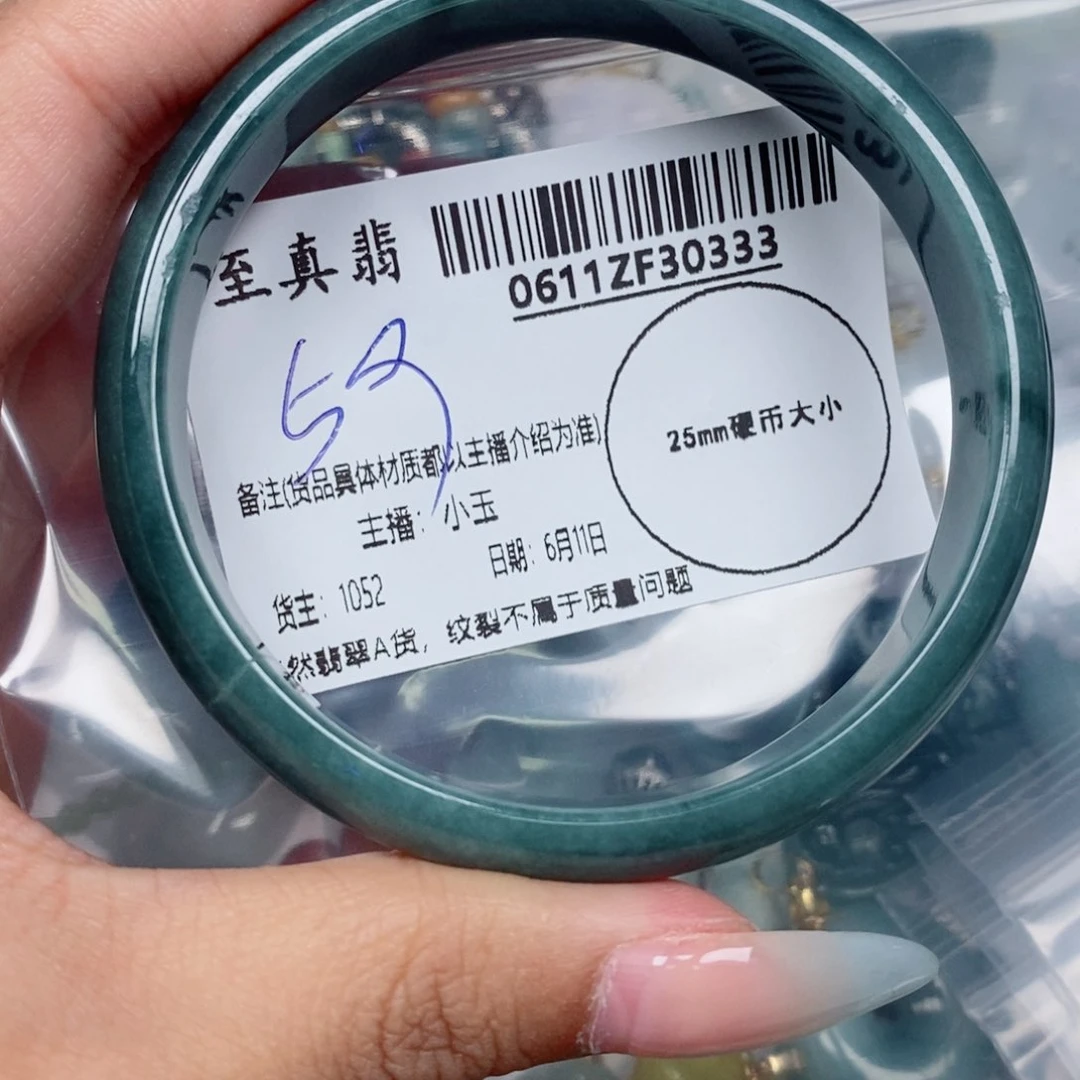 至真翡
0611ZF30333
25mm硬币大小
备注(货品具体材质都以主播介绍为准)
主播: 小玉
日期: 6月11日
货主: 1052
然翡翠A货, 纹裂不属于质量问题